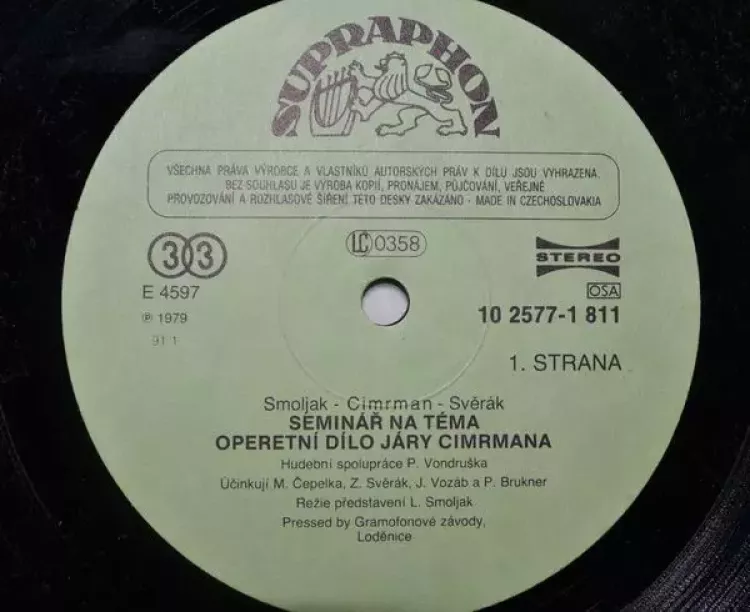 SUPRAPHON
VŠECHNA PRÁVA VÝROBCE A VLASTNÍKŮ AUTORSKÝCH PRÁV K DÍLU JSOU VYHRAZENA.
BEZ SOUHLASU JE VÝROBA KOPIÍ, PRONÁJEM, PŮJČOVÁNÍ, VEŘEJNÉ
PROVOZOVÁNÍ A ROZHLASOVÉ ŠÍŘENÍ TÉTO DESKY ZAKÁZÁNO - MADE IN CZECHOSLOVAKIA
33
LC 0358
STEREO
E 4597
OSA
℗ 1979
10 2577-1 811
91 1
1. STRANA
Smoljak - Cimrman - Svěrák
SEMINÁŘ NA TÉMA
OPERETNÍ DÍLO JÁRY CIMRMANA
Hudební spolupráce P. Vondruška
Účinkují M. Čepelka, Z. Svěrák, J. Vozáb a P. Brukner
Režie představení L. Smoljak
Pressed by Gramofonové závody,
Loděnice